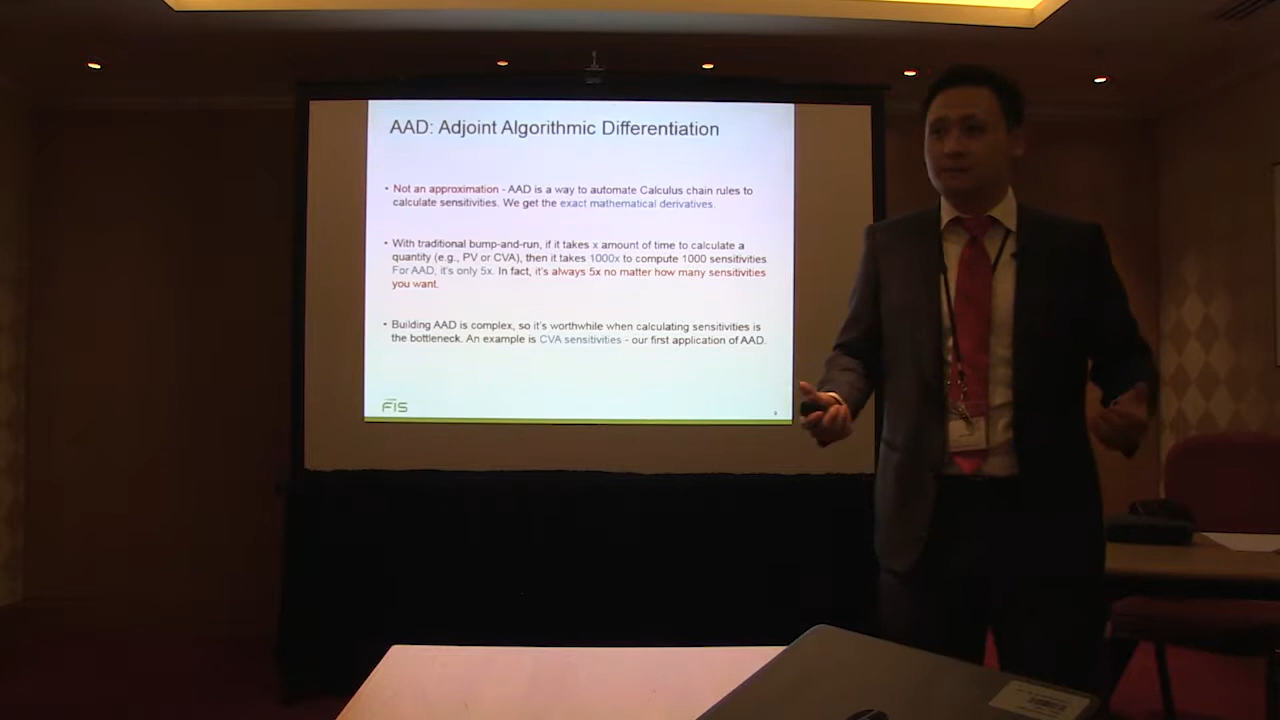 AAD: Adjoint Algorithmic Differentiation
• Not an approximation - AAD is a way to automate Calculus chain rules to
calculate sensitivities. We get the exact mathematical derivatives.
• With traditional bump-and-run, if it takes x amount of time to calculate a
quantity (e.g., PV or CVA), then it takes 1000x to compute 1000 sensitivities
For AAD, it's only 5x. In fact, it's always 5x no matter how many sensitivities
you want.
• Building AAD is complex, so it's worthwhile when calculating sensitivities is
the bottleneck. An example is CVA sensitivities - our first application of AAD.
FIS